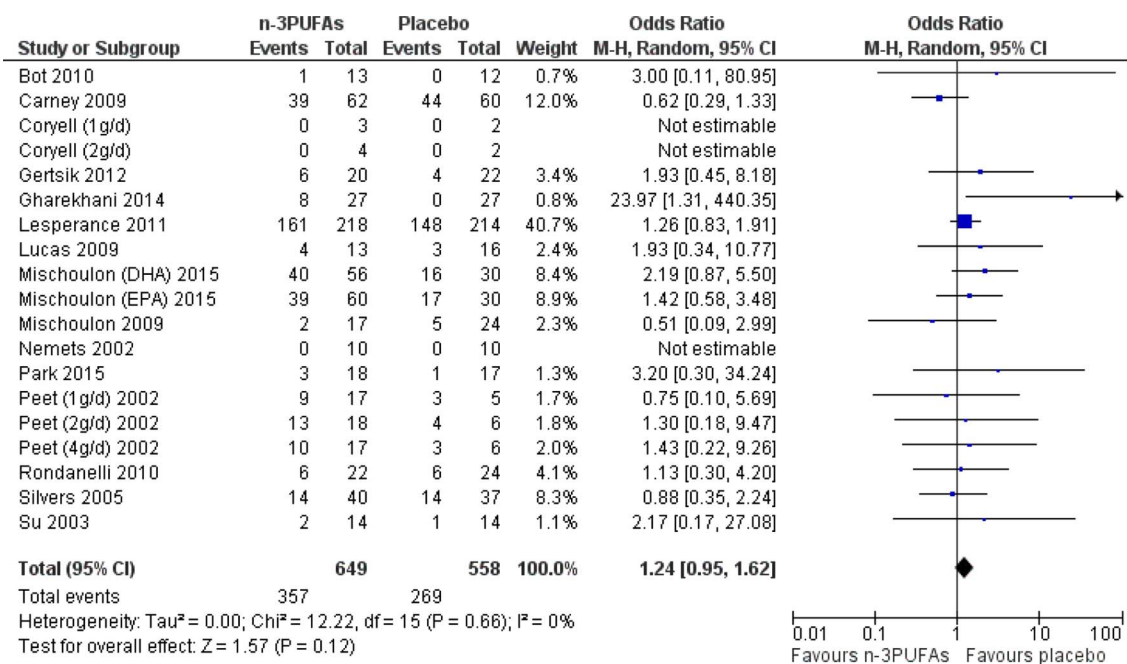 n-3PUFAs Placebo Odds Ratio Odds Ratio
Study or Subgroup Events Total Events Total Weight M-H, Random, 95% CI M-H, Random, 95% CI
Bot 2010 1 13 0 12 0.7% 3.00 [0.11, 80.95]
Carney 2009 39 62 44 60 12.0% 0.62 [0.29, 1.33]
Coryell (1g/d) 0 3 0 2 Not estimable
Coryell (2g/d) 0 4 0 2 Not estimable
Gertsik 2012 6 20 4 22 3.4% 1.93 [0.45, 8.18]
Gharekhani 2014 8 27 0 27 0.8% 23.97 [1.31, 440.35]
Lesperance 2011 161 218 148 214 40.7% 1.26 [0.83, 1.91]
Lucas 2009 4 13 3 16 2.4% 1.93 [0.34, 10.77]
Mischoulon (DHA) 2015 40 56 16 30 8.4% 2.19 [0.87, 5.50]
Mischoulon (EPA) 2015 39 60 17 30 8.9% 1.42 [0.58, 3.48]
Mischoulon 2009 2 17 5 24 2.3% 0.51 [0.09, 2.99]
Nemets 2002 0 10 0 10 Not estimable
Park 2015 3 18 1 17 1.3% 3.20 [0.30, 34.24]
Peet (1g/d) 2002 9 17 3 5 1.7% 0.75 [0.10, 5.69]
Peet (2g/d) 2002 13 18 4 6 1.8% 1.30 [0.18, 9.47]
Peet (4g/d) 2002 10 17 3 6 2.0% 1.43 [0.22, 9.26]
Rondanelli 2010 6 22 6 24 4.1% 1.13 [0.30, 4.20]
Silvers 2005 14 40 14 37 8.3% 0.88 [0.35, 2.24]
Su 2003 2 14 1 14 1.1% 2.17 [0.17, 27.08]
Total (95% CI) 649 558 100.0% 1.24 [0.95, 1.62]
Total events 357 269
Heterogeneity: Tau² = 0.00; Chi² = 12.22, df = 15 (P = 0.66); I² = 0%
Test for overall effect: Z = 1.57 (P = 0.12)
0.01 0.1 1 10 100
Favours n-3PUFAs Favours placebo